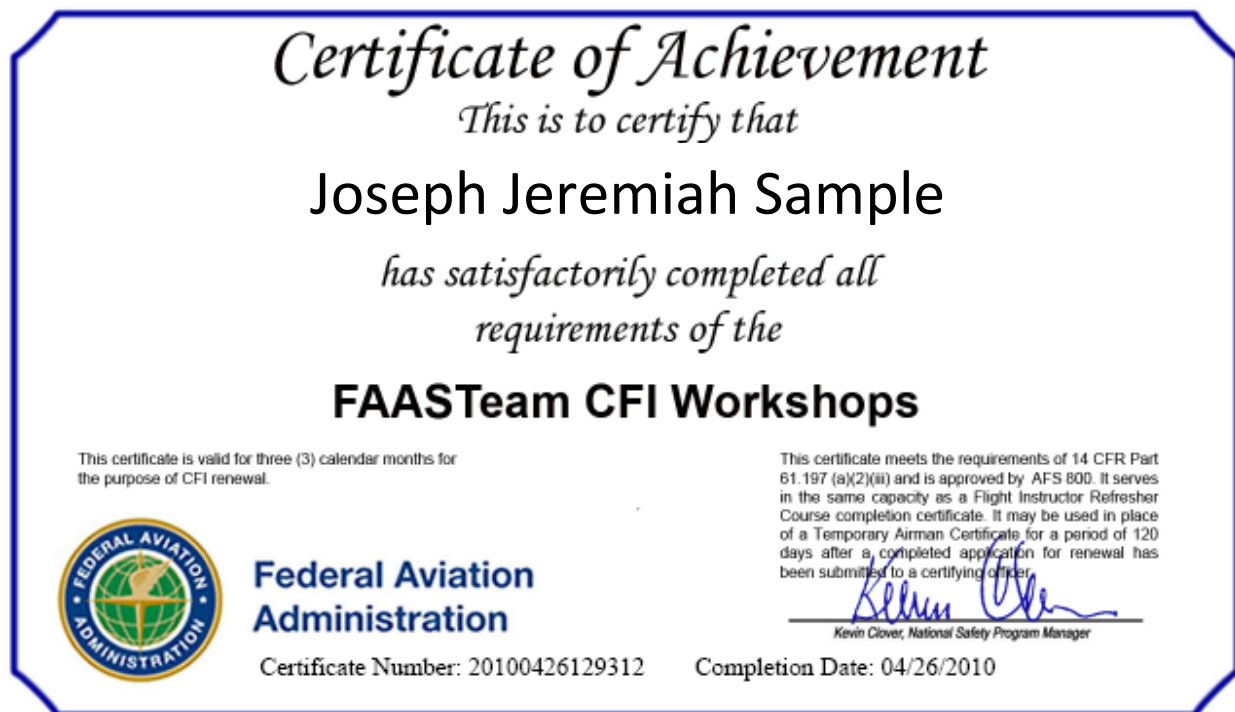 Certificate of Achievement
This is to certify that
Joseph Jeremiah Sample
has satisfactorily completed all
requirements of the
FAASTeam CFI Workshops
This certificate is valid for three (3) calendar months for
the purpose of CFI renewal.
This certificate meets the requirements of 14 CFR Part
61.197 (a)(2)(iii) and is approved by AFS 800. It serves
in the same capacity as a Flight Instructor Refresher
Course completion certificate. It may be used in place
of a Temporary Airman Certificate for a period of 120
days after a completed application for renewal has
been submitted to a certifying officer.
Kevin Clover, National Safety Program Manager
FEDERAL AVIATION
ADMINISTRATION
Federal Aviation
Administration
Certificate Number: 20100426129312
Completion Date: 04/26/2010